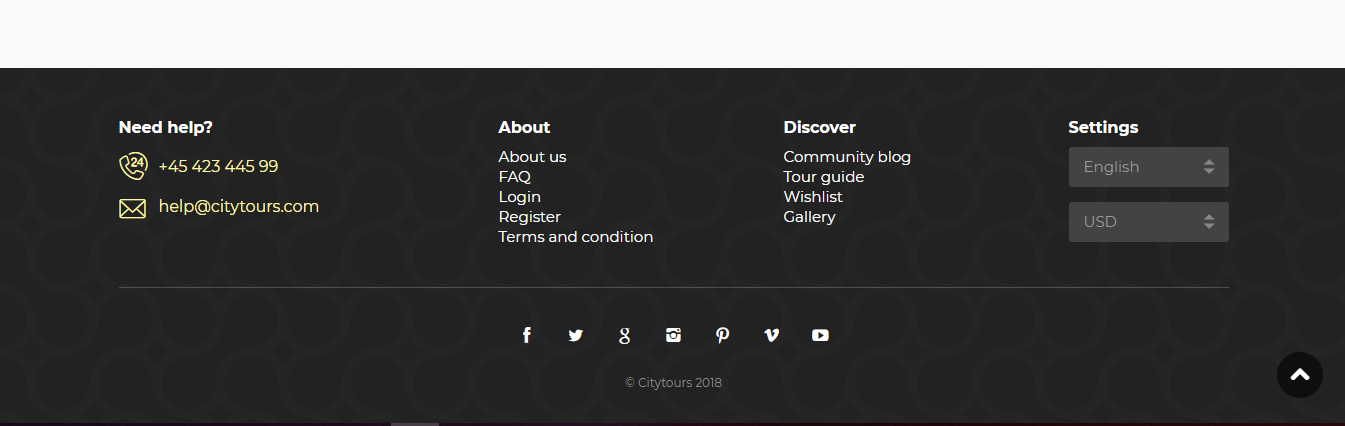 Need help?
24
+45 423 445 99
help@citytours.com
About
About us
FAQ
Login
Register
Terms and condition
Discover
Community blog
Tour guide
Wishlist
Gallery
Settings
English
USD
© Citytours 2018